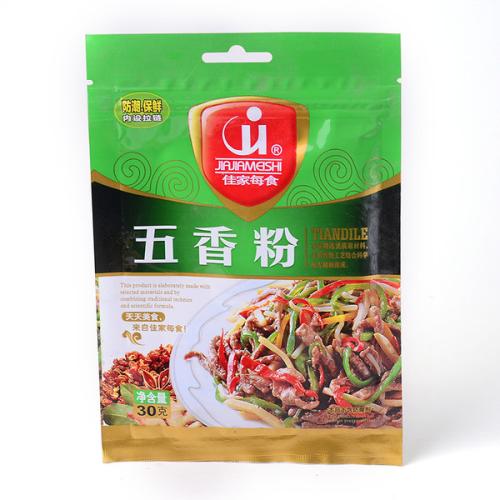 防潮.保鲜
内设拉链
JIAJIAMEISHI
®
佳家每食
五香粉
TIANDILE
This product is elaborately made with
selected materials and by
combining traditional technics
and scientific formula.
天天美食,
来自佳家每食!
净含量
30克